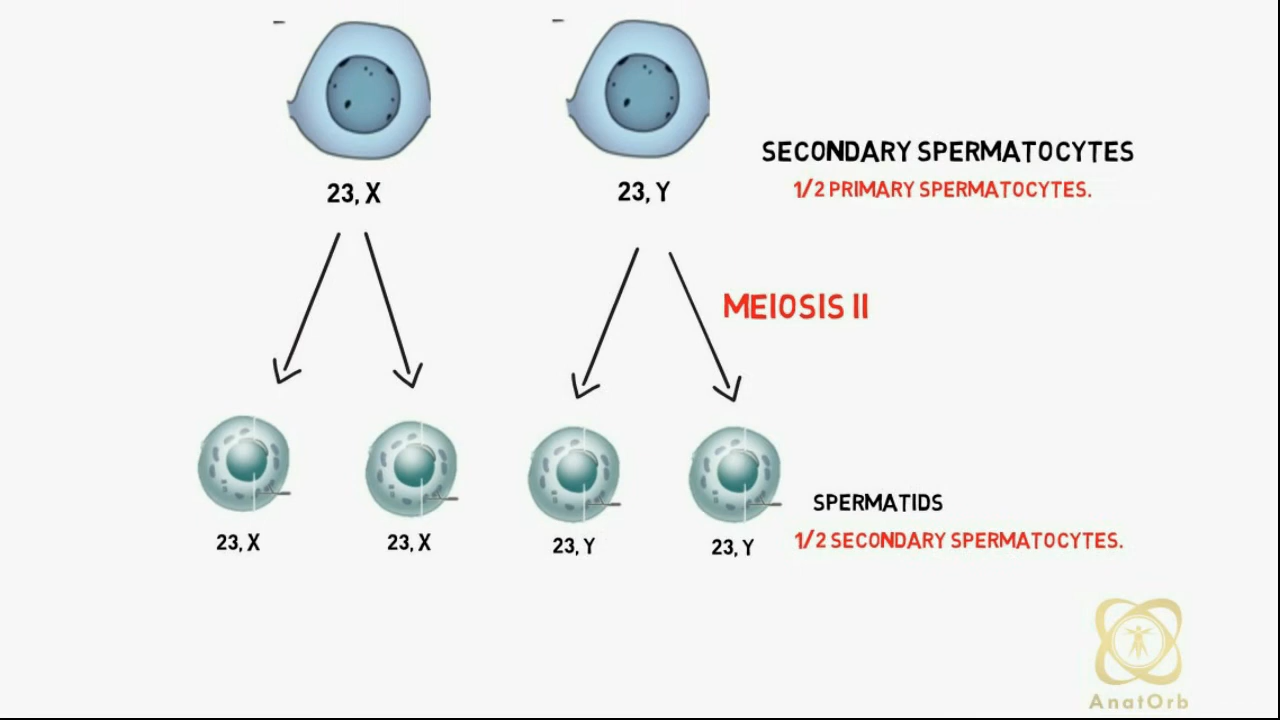 SECONDARY SPERMATOCYTES
1/2 PRIMARY SPERMATOCYTES.
23, X
23, Y
MEIOSIS II
SPERMATIDS
1/2 SECONDARY SPERMATOCYTES.
23, X
23, X
23, Y
23, Y
AnatOrb